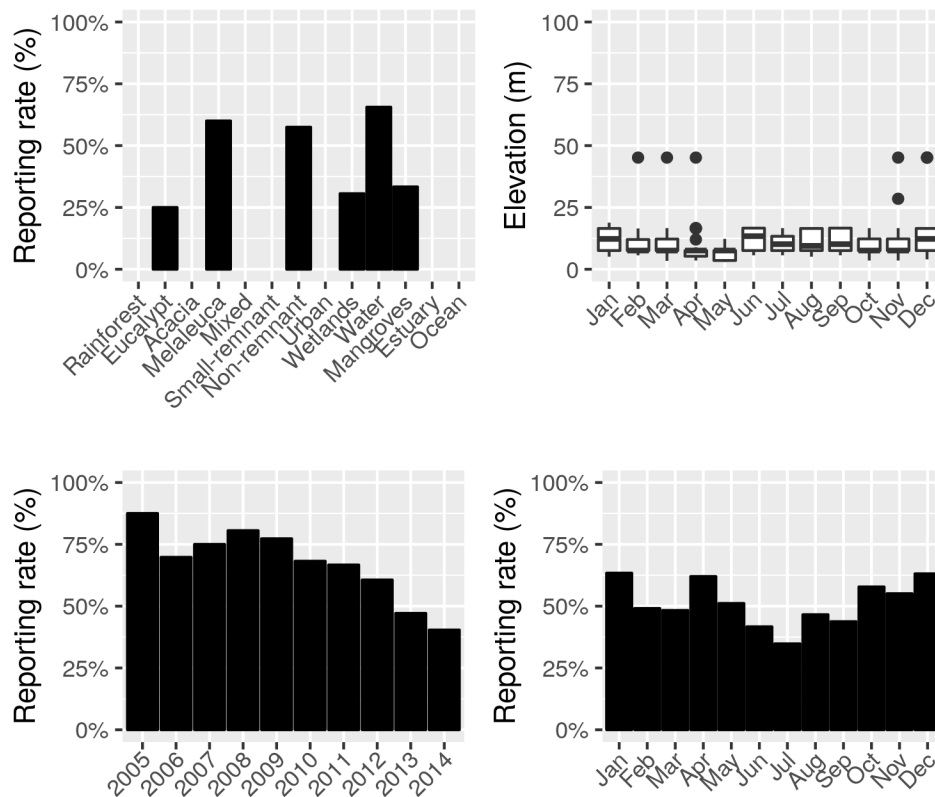 Reporting rate (%)
100%
75%
50%
25%
0%
Rainforest
Eucalypt
Acacia
Melaleuca
Mixed
Small-remnant
Non-remnant
Urban
Wetlands
Water
Mangroves
Estuary
Ocean
Elevation (m)
100
75
50
25
0
Jan
Feb
Mar
Apr
May
Jun
Jul
Aug
Sep
Oct
Nov
Dec
Reporting rate (%)
100%
75%
50%
25%
0%
2005
2006
2007
2008
2009
2010
2011
2012
2013
2014
Reporting rate (%)
100%
75%
50%
25%
0%
Jan
Feb
Mar
Apr
May
Jun
Jul
Aug
Sep
Oct
Nov
Dec